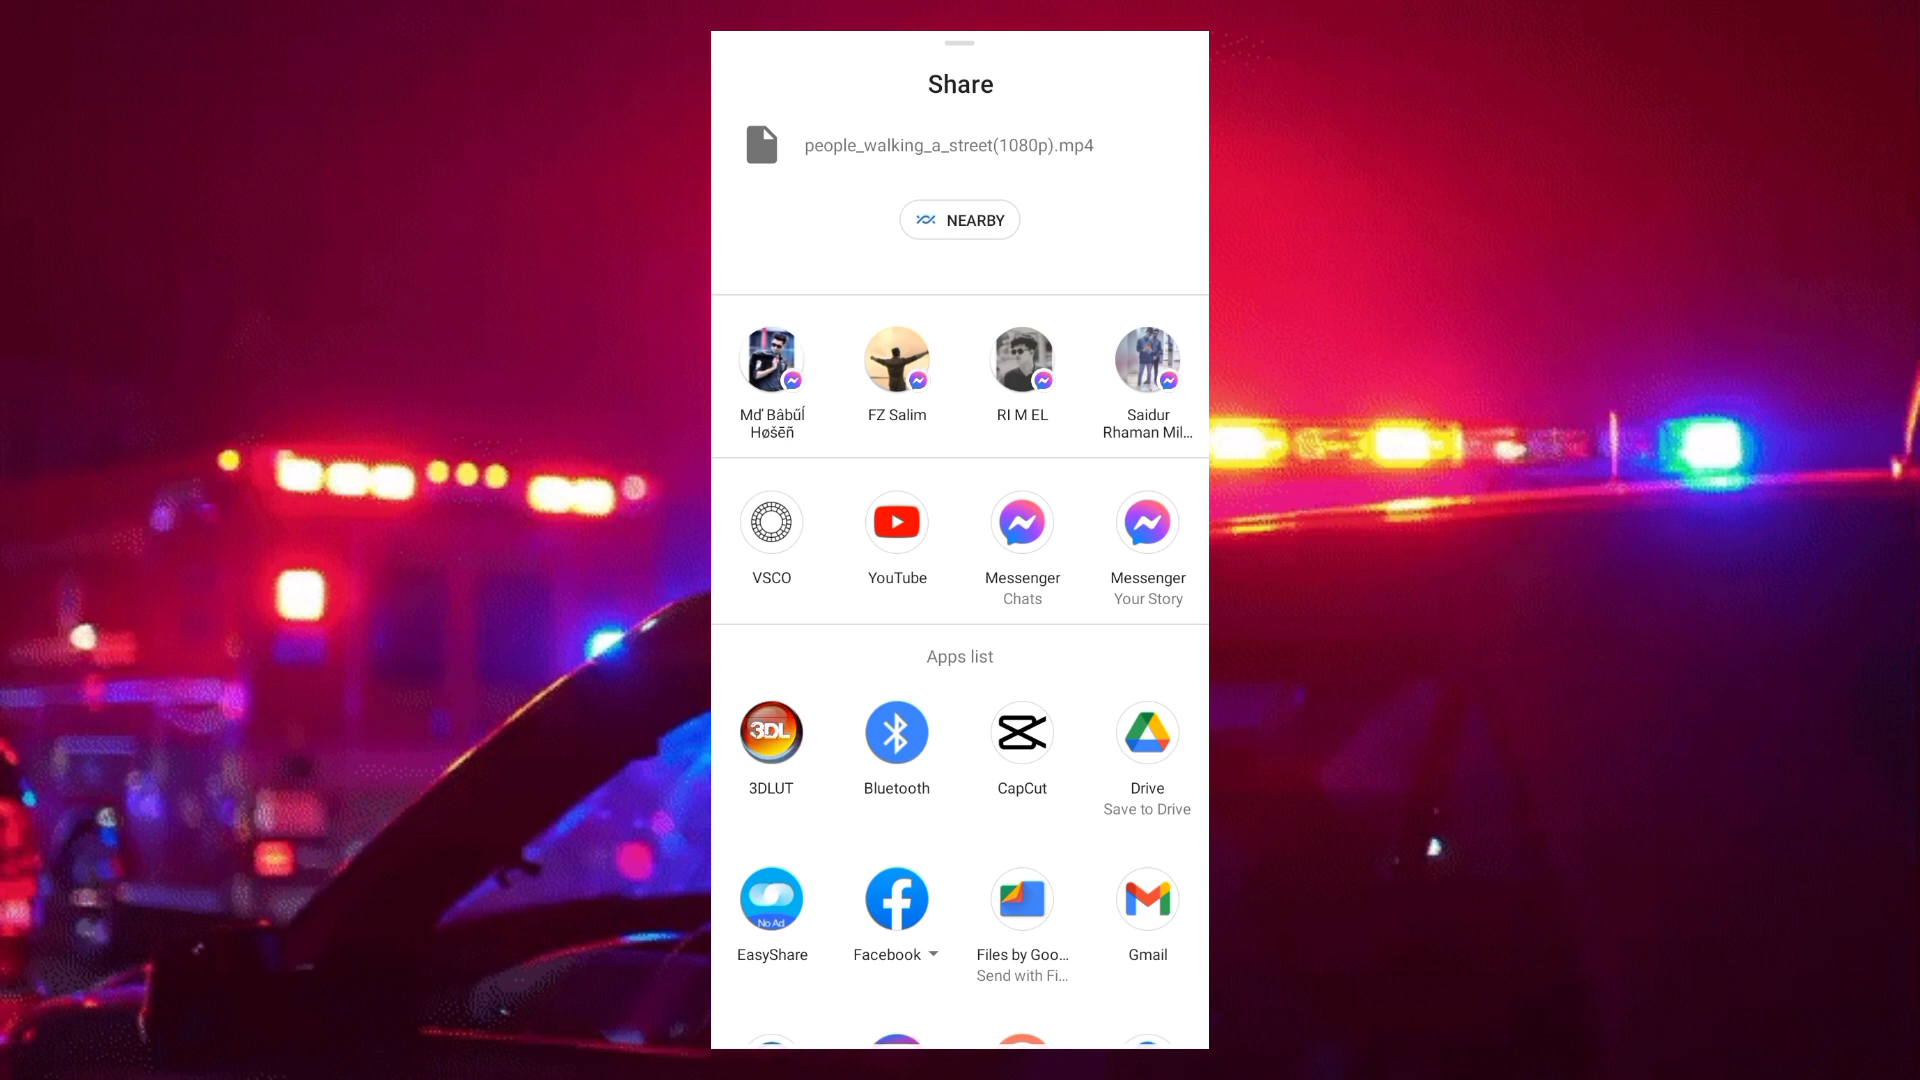 Share
people_walking_a_street(1080p).mp4
NEARBY
Mď Bâbűĺ
Høšēñ
FZ Salim
RI M EL
Saidur
Rhaman Mil...
VSCO
YouTube
Messenger
Chats
Messenger
Your Story
Apps list
3DL
3DLUT
Bluetooth
CapCut
Drive
Save to Drive
No Ad
EasyShare
Facebook
Files by Goo...
Send with Fi...
Gmail